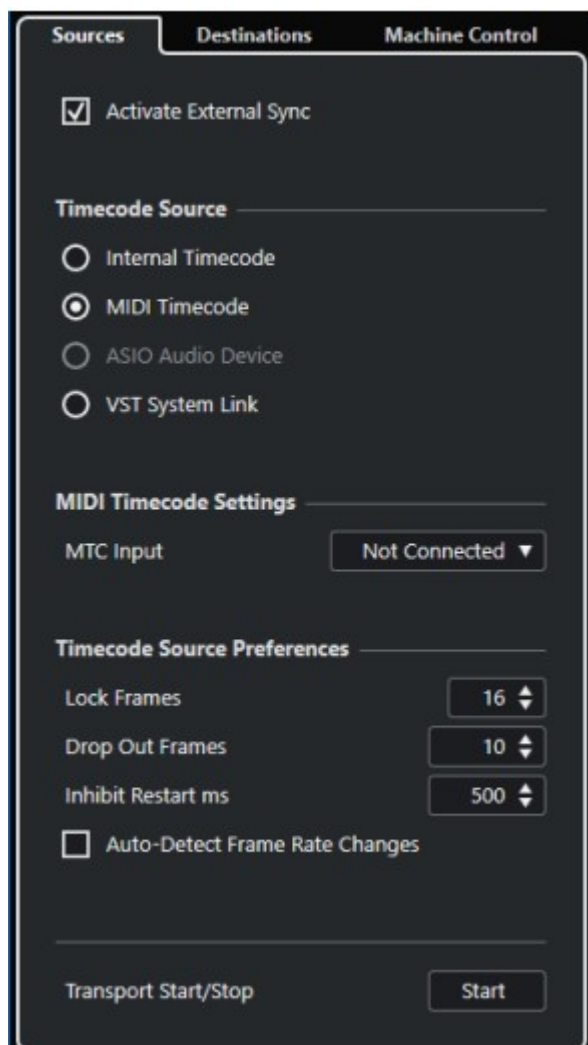 Sources Destinations Machine Control
Activate External Sync
Timecode Source
Internal Timecode
MIDI Timecode
ASIO Audio Device
VST System Link
MIDI Timecode Settings
MTC Input Not Connected
Timecode Source Preferences
Lock Frames 16
Drop Out Frames 10
Inhibit Restart ms 500
Auto-Detect Frame Rate Changes
Transport Start/Stop Start